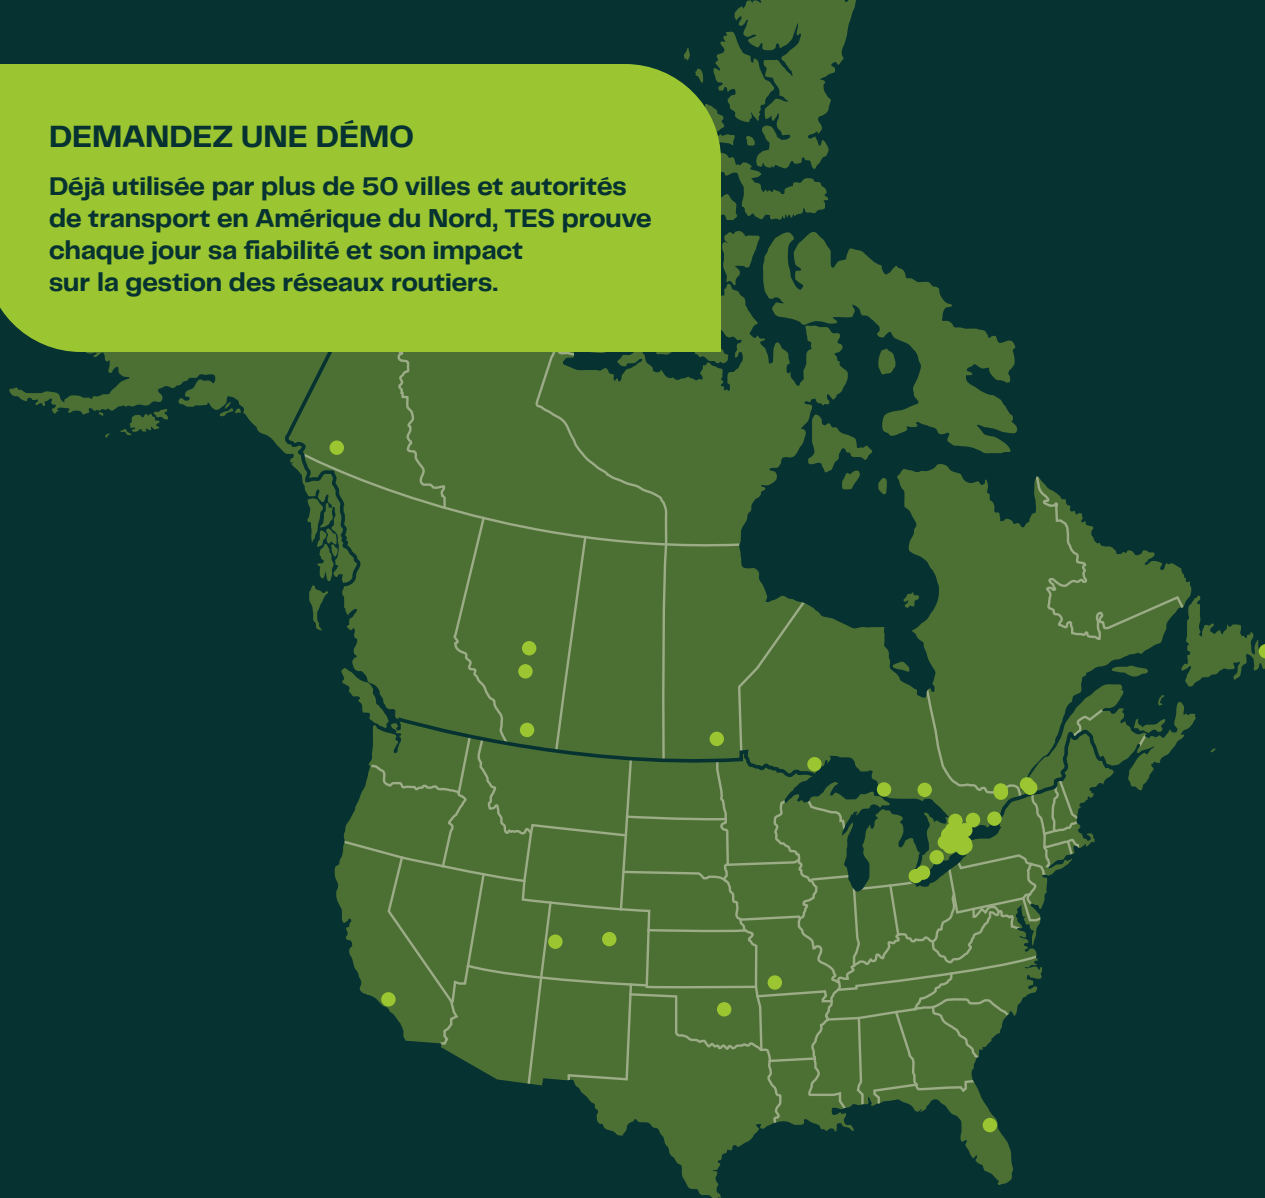 DEMANDEZ UNE DÉMO
Déjà utilisée par plus de 50 villes et autorités
de transport en Amérique du Nord, TES prouve
chaque jour sa fiabilité et son impact
sur la gestion des réseaux routiers.